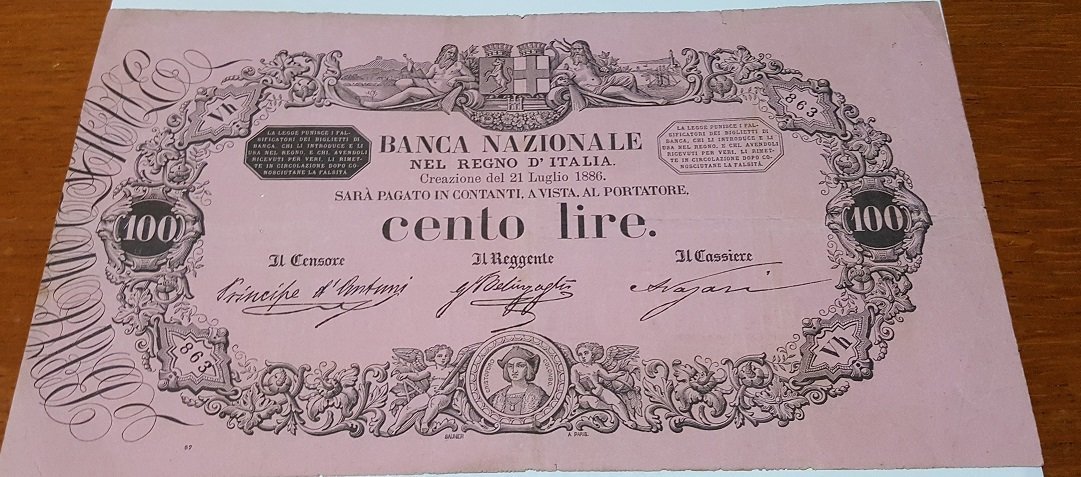 Vh
863
LA LEGGE PUNISCE I FAL-
SIFICATORI DEI BIGLIETTI DI
BANCA, CHI LI INTRODUCE E LI
USA NEL REGNO, E CHI, AVENDOLI
RICEVUTI PER VERI, LI RIMET-
TE IN CIRCOLAZIONE DOPO CO-
NOSCIUTANE LA FALSITÀ
BANCA NAZIONALE
NEL REGNO D'ITALIA.
Creazione del 21 Luglio 1886.
SARÀ PAGATO IN CONTANTI, A VISTA, AL PORTATORE,
LA LEGGE PUNISCE I FAL-
SIFICATORI DEI BIGLIETTI DI
BANCA, CHI LI INTRODUCE E LI
USA NEL REGNO, E CHI, AVENDOLI
RICEVUTI PER VERI, LI RIMET-
TE IN CIRCOLAZIONE DOPO CO-
NOSCIUTANE LA FALSITÀ.
(100)
cento lire.
(100)
Il Censore
Il Reggente
Il Cassiere
Principe d'
863
CRISTOFORO COLOMBO
Vh
69
A. PARIS.